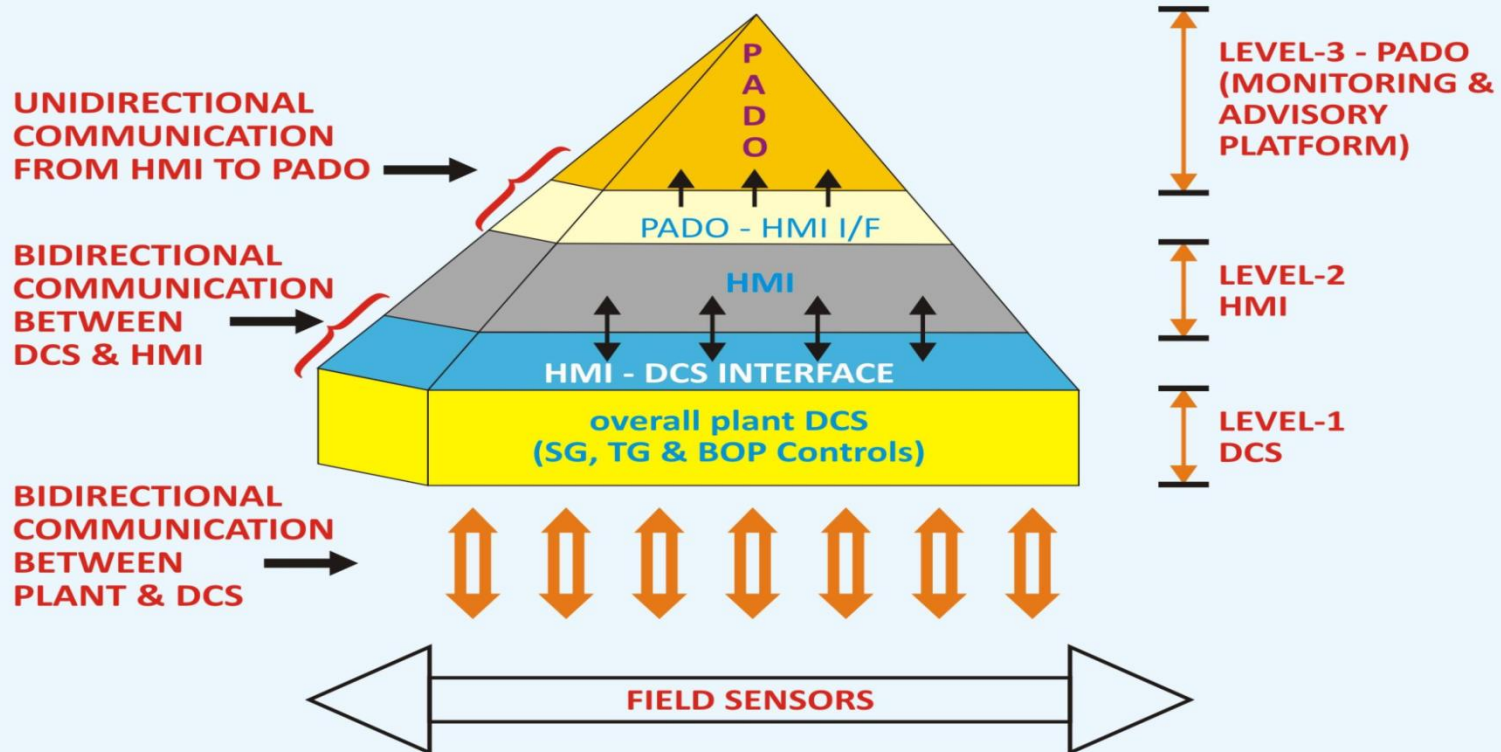 UNIDIRECTIONAL
COMMUNICATION
FROM HMI TO PADO
BIDIRECTIONAL
COMMUNICATION
BETWEEN
DCS & HMI
BIDIRECTIONAL
COMMUNICATION
BETWEEN
PLANT & DCS
P
A
D
O
PADO - HMI I/F
HMI
HMI - DCS INTERFACE
overall plant DCS
(SG, TG & BOP Controls)
FIELD SENSORS
LEVEL-3 - PADO
(MONITORING &
ADVISORY
PLATFORM)
LEVEL-2
HMI
LEVEL-1
DCS